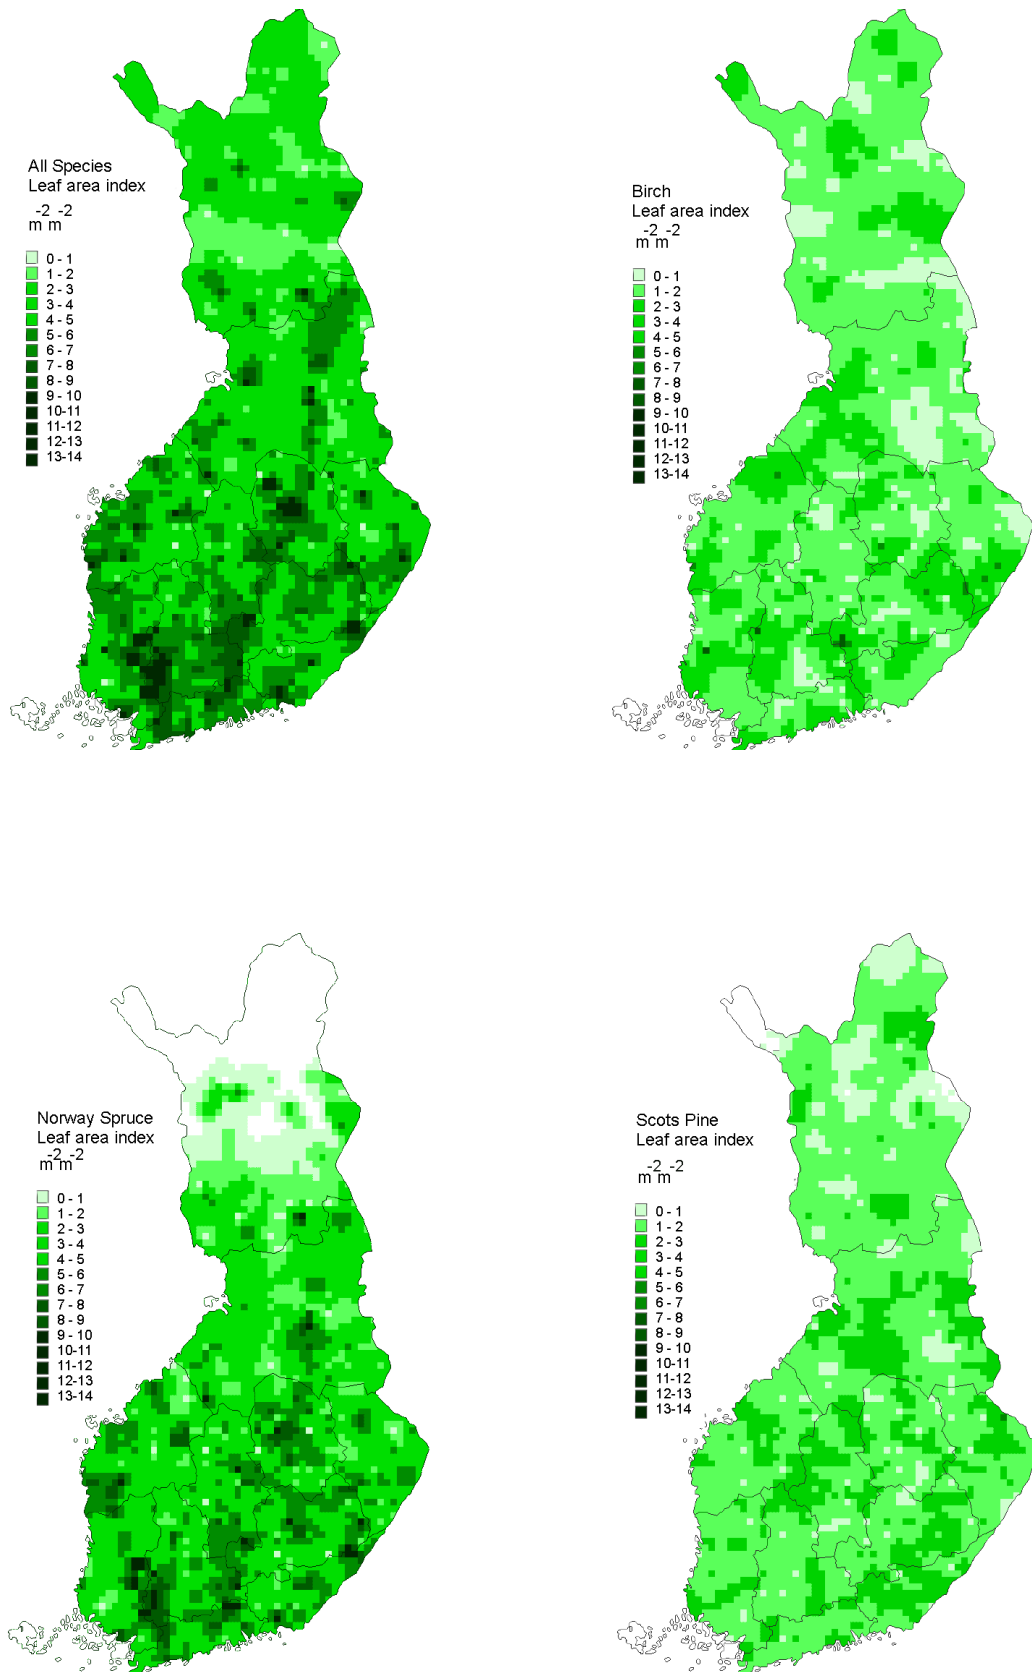 All Species
Leaf area index
m-2m-2
0 - 1
1 - 2
2 - 3
3 - 4
4 - 5
5 - 6
6 - 7
7 - 8
8 - 9
9 - 10
10-11
11-12
12-13
13-14
Birch
Leaf area index
m-2m-2
0 - 1
1 - 2
2 - 3
3 - 4
4 - 5
5 - 6
6 - 7
7 - 8
8 - 9
9 - 10
10-11
11-12
12-13
13-14
Norway Spruce
Leaf area index
m-2m-2
0 - 1
1 - 2
2 - 3
3 - 4
4 - 5
5 - 6
6 - 7
7 - 8
8 - 9
9 - 10
10-11
11-12
12-13
13-14
Scots Pine
Leaf area index
m-2m-2
0 - 1
1 - 2
2 - 3
3 - 4
4 - 5
5 - 6
6 - 7
7 - 8
8 - 9
9 - 10
10-11
11-12
12-13
13-14